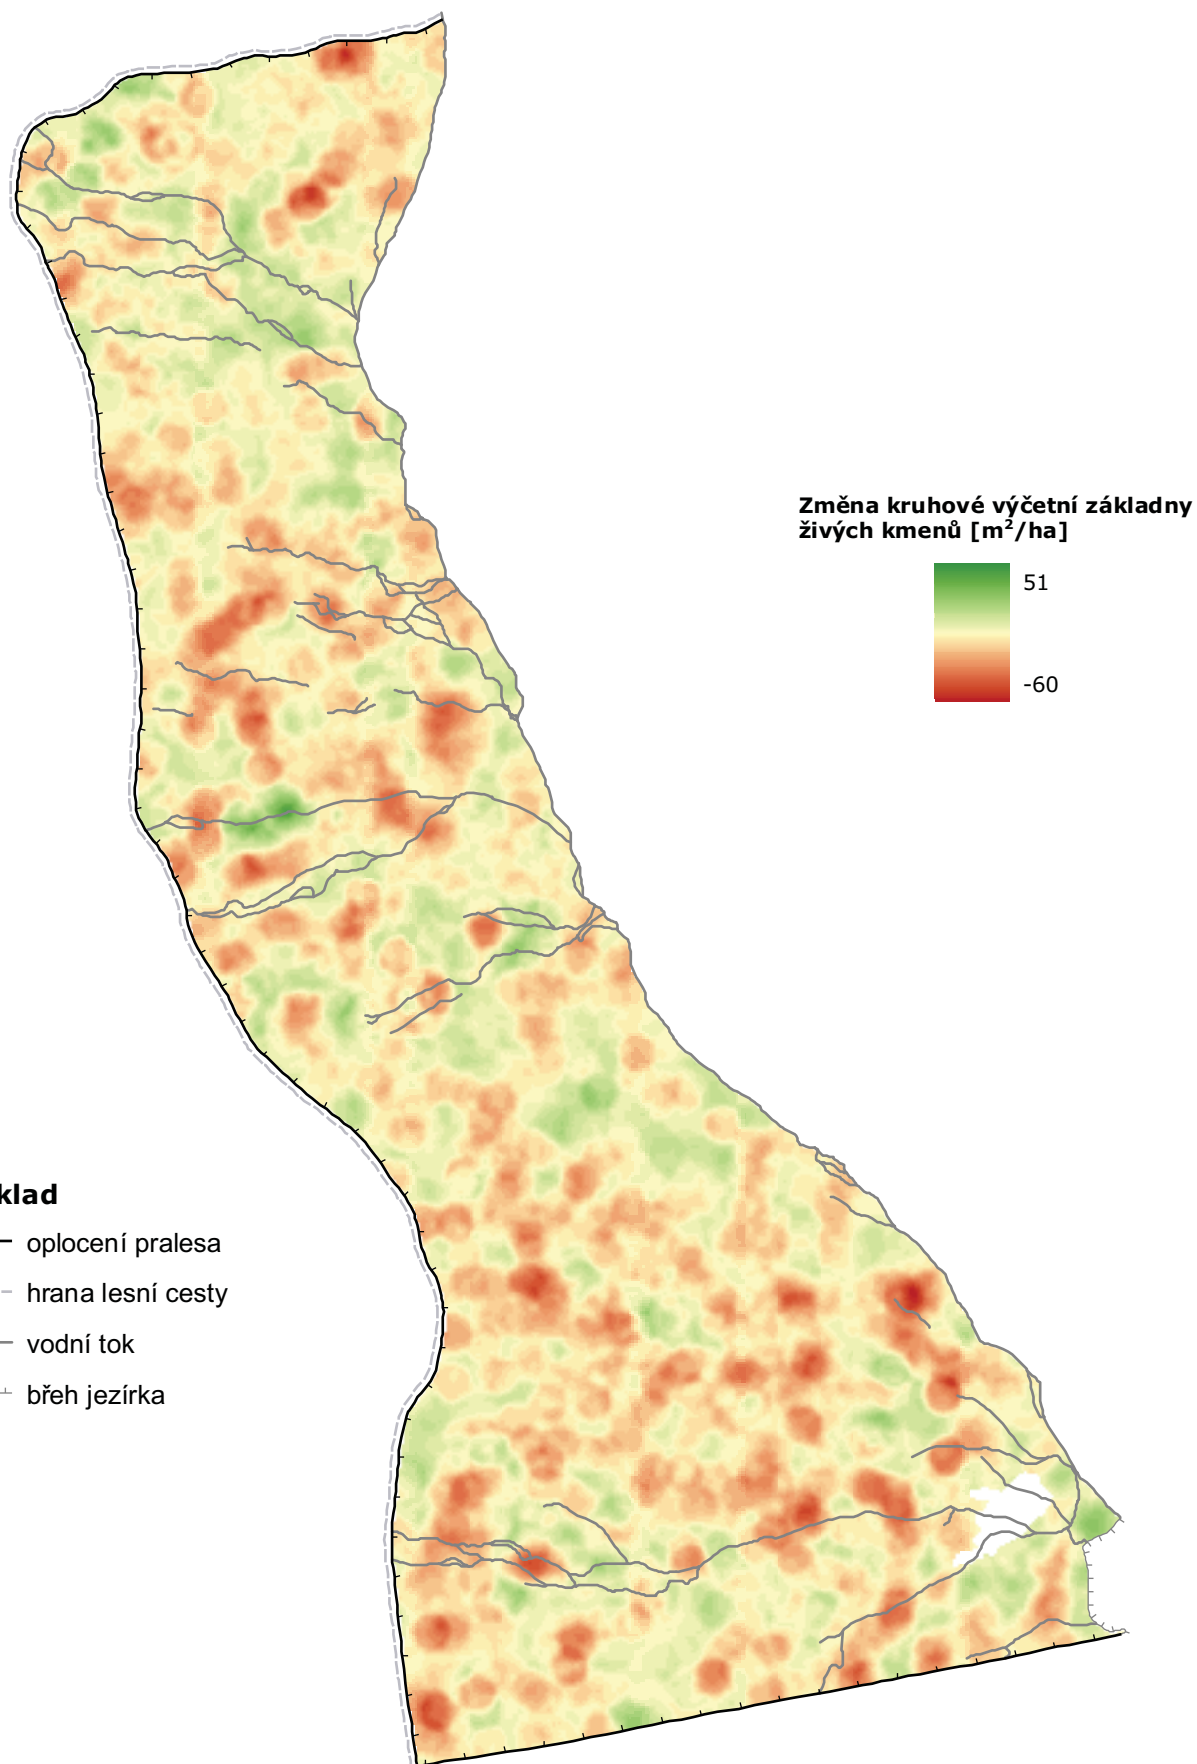 Změna kruhové výčetní základny
živých kmenů [m²/ha]
51
-60
klad
oplocení pralesa
hrana lesní cesty
vodní tok
břeh jezírka